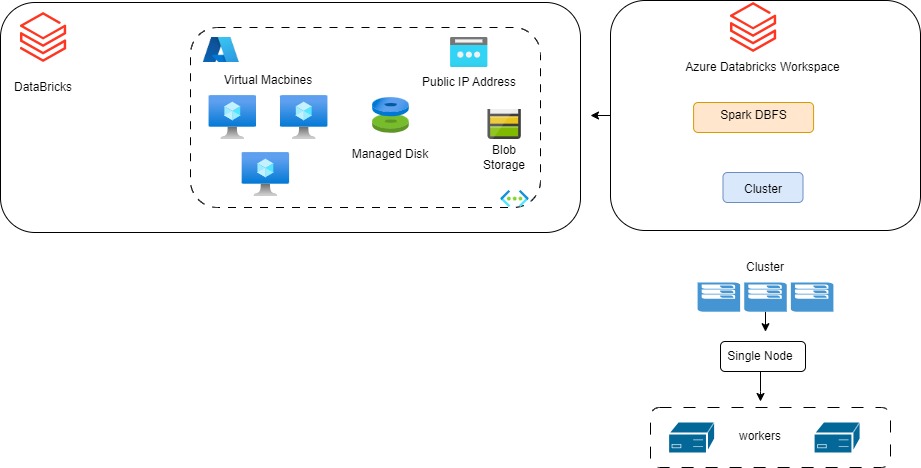 DataBricks
Virtual Macbines
Public IP Address
Managed Disk
Blob
Storage
Azure Databricks Workspace
Spark DBFS
Cluster
Cluster
Single Node
workers